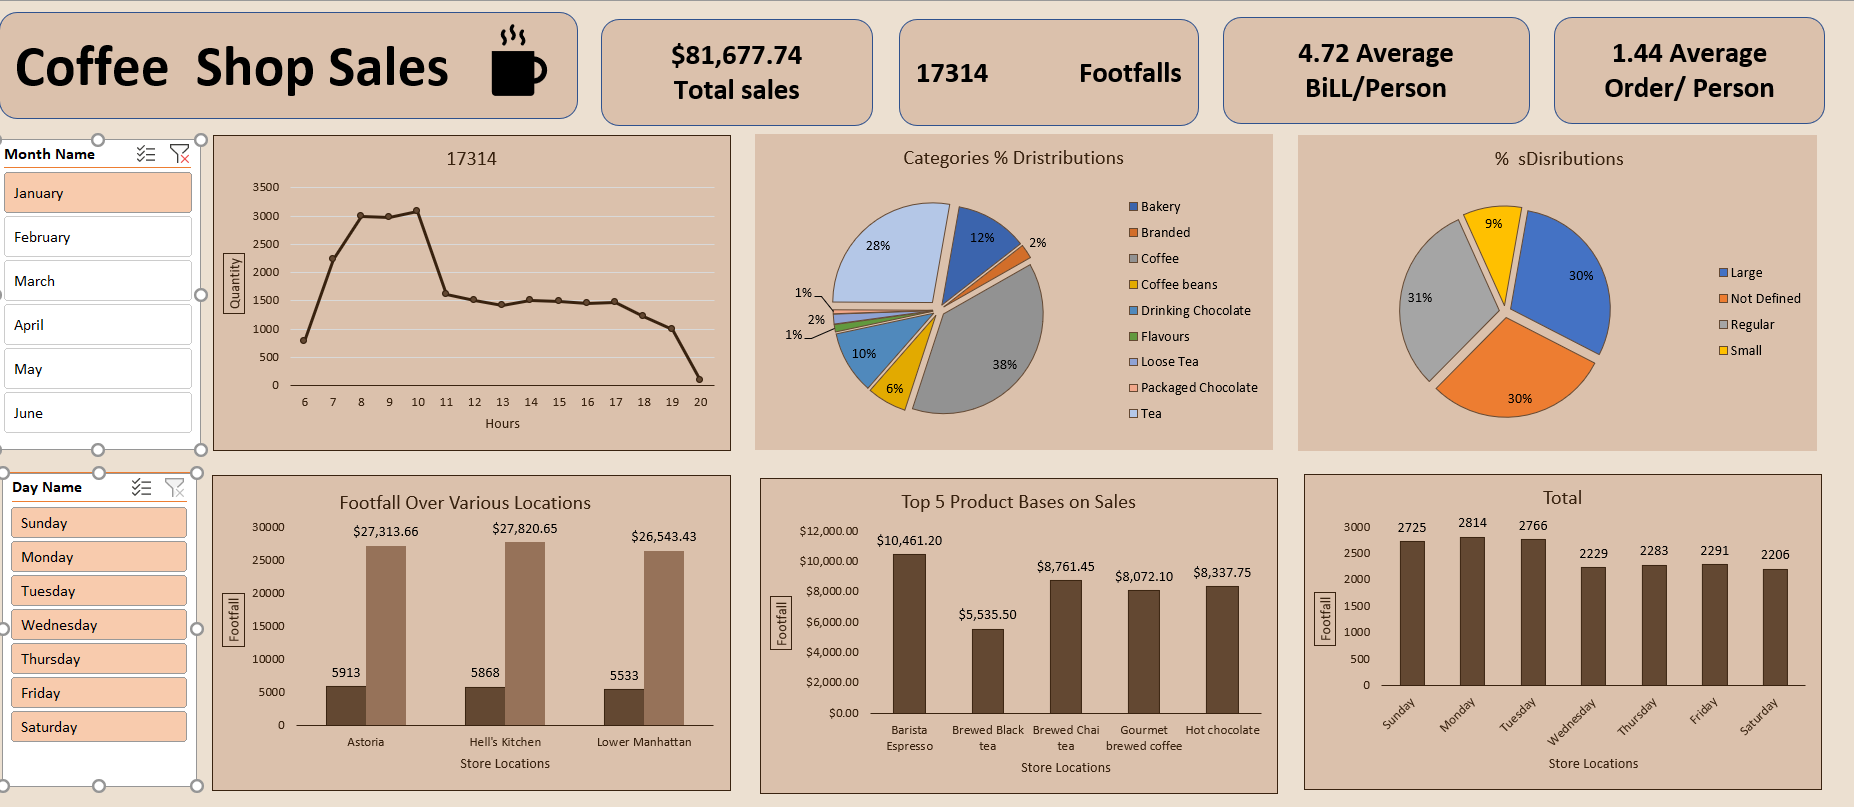 Coffee  Shop Sales
$81,677.74
Total sales
17314 Footfalls
4.72 Average
BiLL/Person
1.44 Average
Order/ Person
Month Name
January
February
March
April
May
June
Day Name
Sunday
Monday
Tuesday
Wednesday
Thursday
Friday
Saturday
17314
Quantity
3500
3000
2500
2000
1500
1000
500
0
6 7 8 9 10 11 12 13 14 15 16 17 18 19 20
Hours
Categories % Dristributions
28%
12%
2%
38%
6%
10%
1%
2%
1%
Bakery
Branded
Coffee
Coffee beans
Drinking Chocolate
Flavours
Loose Tea
Packaged Chocolate
Tea
%  sDisributions
9%
30%
31%
30%
Large
Not Defined
Regular
Small
Footfall Over Various Locations
Footfall
30000
25000
20000
15000
10000
5000
0
$27,313.66
$27,820.65
$26,543.43
5913
5868
5533
Astoria
Hell's Kitchen
Lower Manhattan
Store Locations
Top 5 Product Bases on Sales
Footfall
$12,000.00
$10,000.00
$8,000.00
$6,000.00
$4,000.00
$2,000.00
$0.00
$10,461.20
$5,535.50
$8,761.45
$8,072.10
$8,337.75
Barista
Espresso
Brewed Black
tea
Brewed Chai
tea
Gourmet
brewed coffee
Hot chocolate
Store Locations
Total
Footfall
3000
2500
2000
1500
1000
500
0
2725
2814
2766
2229
2283
2291
2206
Sunday
Monday
Tuesday
Wednesday
Thursday
Friday
Saturday
Store Locations